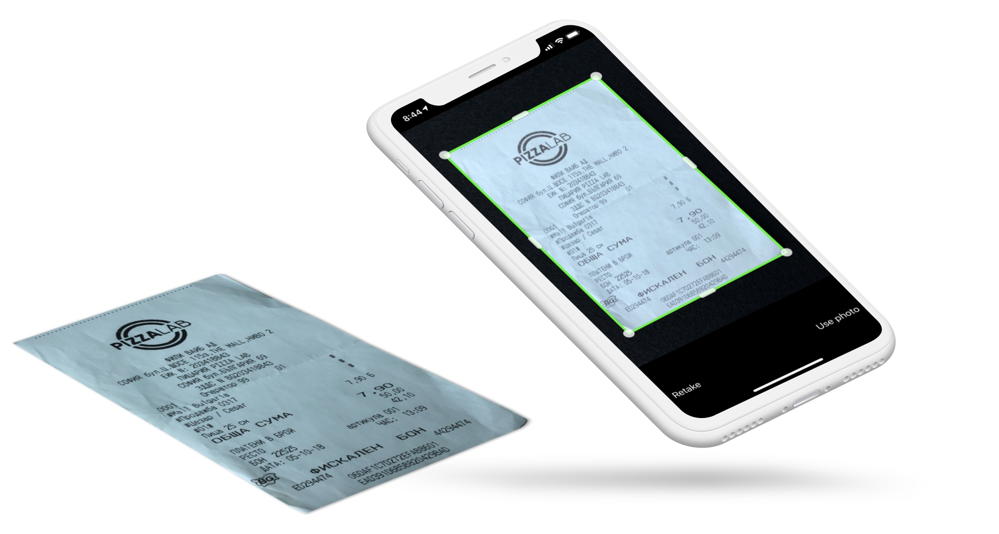 PIZZALAB
ФИЛИ ВАЙБ АД
СОФИЯ бул.Ц.ШОСЕ 115э,THE MALL,НИВО 2
ЕИК N: 203418843
ПИЦАРИЯ PIZZA LAB
СОФИЯ бул.БЪЛГАРИЯ 69
ЗДДС N BG203418843
Оператор 99 01
0001 #
#Mall Bulgaria #
#Продажба 0317 #
#Цезар / Cesar
#01#
Пица 25 см 7,90 Б
ОБЩА СУМА 7.90
ПЛАТЕНИ В БРОЙ 50,00
РЕСТО 42,10
БОН 22525 артикула 001
ДАТА: 05-10-18 ЧАС: 13:09
ФИСКАЛЕН БОН
BG ED294474 44294474
06DAF1C7D272EFAB8601
EAD391D6B5B820429BAD
8:44
PIZZALAB
ФИЛИ ВАЙБ АД
СОФИЯ бул.Ц.ШОСЕ 115э,THE MALL,НИВО 2
ЕИК N: 203418843
ПИЦАРИЯ PIZZA LAB
СОФИЯ бул.БЪЛГАРИЯ 69
ЗДДС N BG203418843
Оператор 99 01
0001 #
#Mall Bulgaria #
#Продажба 0317 #
#Цезар / Cesar
#01#
Пица 25 см 7,90 Б
ОБЩА СУМА 7.90
ПЛАТЕНИ В БРОЙ 50,00
РЕСТО 42,10
БОН 22525 артикула 001
ДАТА: 05-10-18 ЧАС: 13:09
ФИСКАЛЕН БОН
BG ED294474 44294474
06DAF1C7D272EFAB8601
EAD391D6B5B820429BAD
Retake
Use photo